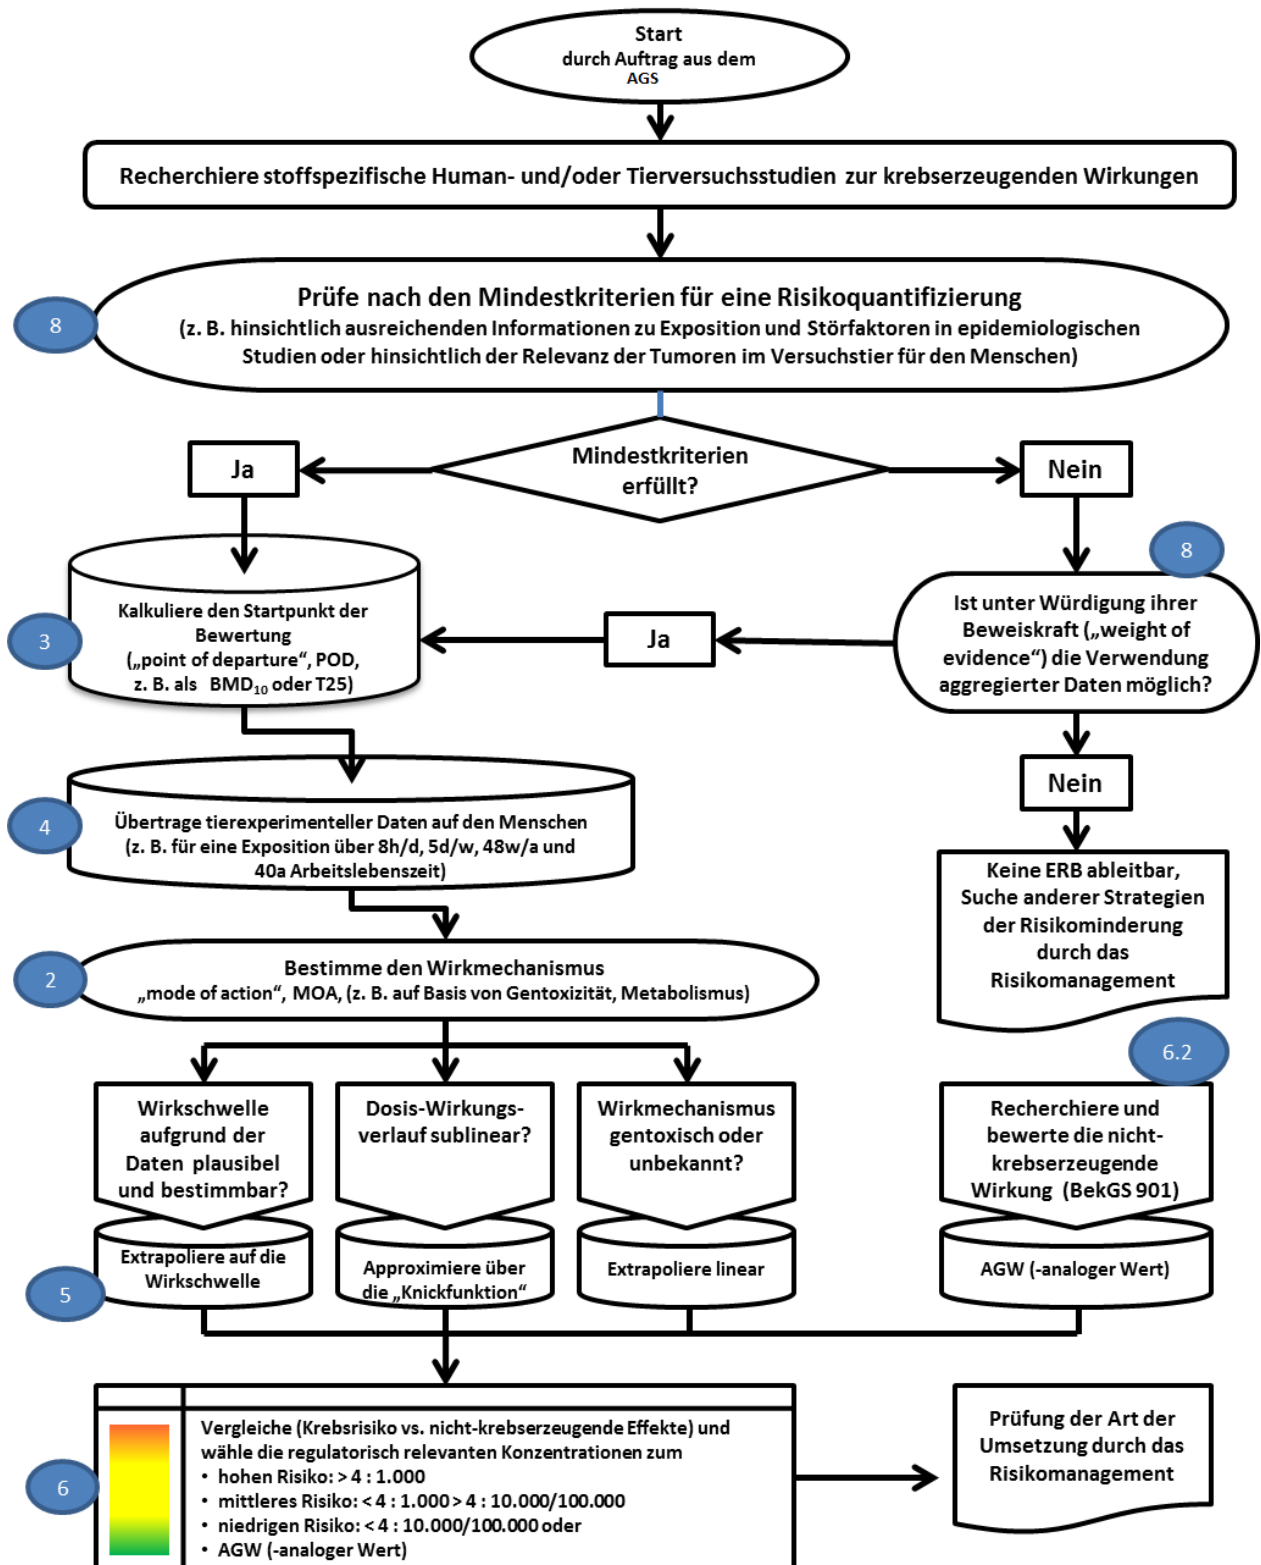 Start
durch Auftrag aus dem
AGS
Recherchiere stoffspezifische Human- und/oder Tierversuchsstudien zur krebserzeugenden Wirkungen
8
Prüfe nach den Mindestkriterien für eine Risikoquantifizierung
(z. B. hinsichtlich ausreichenden Informationen zu Exposition und Störfaktoren in epidemiologischen
Studien oder hinsichtlich der Relevanz der Tumoren im Versuchstier für den Menschen)
Mindestkriterien
erfüllt?
Ja
Nein
8
Ist unter Würdigung ihrer
Beweiskraft („weight of
evidence“) die Verwendung
aggregierter Daten möglich?
Ja
3
Kalkuliere den Startpunkt der
Bewertung
(„point of departure“, POD,
z. B. als BMD₁₀ oder T25)
Nein
4
Übertrage tierexperimenteller Daten auf den Menschen
(z. B. für eine Exposition über 8h/d, 5d/w, 48w/a und
40a Arbeitslebenszeit)
Keine ERB ableitbar,
Suche anderer Strategien
der Risikominderung
durch das
Risikomanagement
2
Bestimme den Wirkmechanismus
„mode of action“, MOA, (z. B. auf Basis von Gentoxizität, Metabolismus)
6.2
Wirkschwelle
aufgrund der
Daten plausibel
und bestimmbar?
Dosis-Wirkungs-
verlauf sublinear?
Wirkmechanismus
gentoxisch oder
unbekannt?
Recherchiere und
bewerte die nicht-
krebserzeugende
Wirkung (BekGS 901)
5
Extrapoliere auf die
Wirkschwelle
Approximiere über
die „Knickfunktion“
Extrapoliere linear
AGW (-analoger Wert)
6
Vergleiche (Krebsrisiko vs. nicht-krebserzeugende Effekte) und
wähle die regulatorisch relevanten Konzentrationen zum
• hohen Risiko: > 4 : 1.000
• mittleres Risiko: < 4 : 1.000 > 4 : 10.000/100.000
• niedrigen Risiko: < 4 : 10.000/100.000 oder
• AGW (-analoger Wert)
Prüfung der Art der
Umsetzung durch das
Risikomanagement